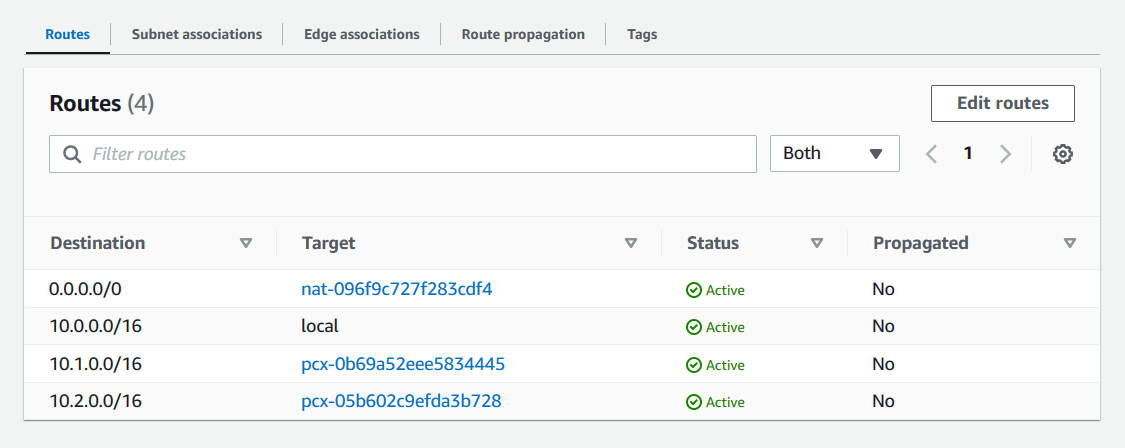 Routes Subnet associations Edge associations Route propagation Tags
Routes (4) Edit routes
Filter routes Both 1
Destination Target Status Propagated
0.0.0.0/0 nat-096f9c727f283cdf4 Active No
10.0.0.0/16 local Active No
10.1.0.0/16 pcx-0b69a52eee5834445 Active No
10.2.0.0/16 pcx-05b602c9efda3b728 Active No